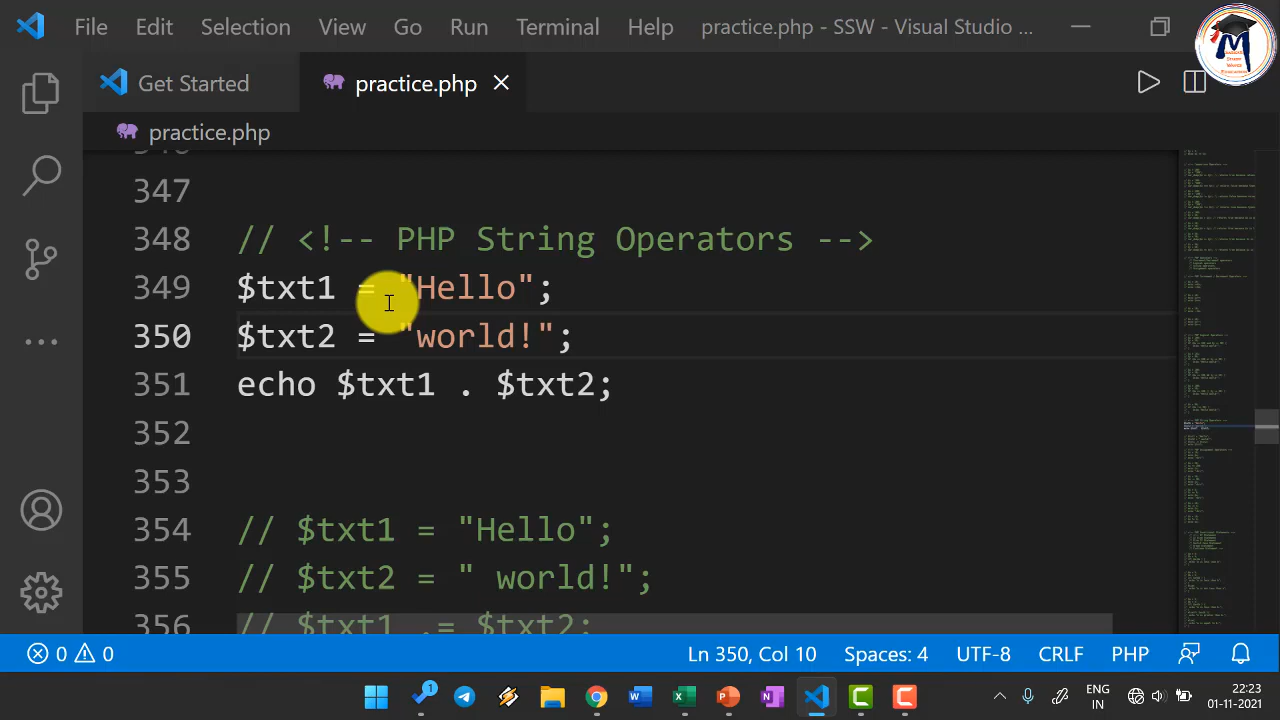 File Edit Selection View Go Run Terminal Help practice.php - SSW - Visual Studio ...
Get Started practice.php
practice.php
347
348 // <!-- PHP String Operators -->
349 $txt1 = "Hello";
350 $txt2 = "world!";
351 echo $txt1 . $txt2;
352
353
354 // $txt1 = "Hello";
355 // $txt2 = " world!";
356 // $txt1 .= $txt2;
0 0 Ln 350, Col 10 Spaces: 4 UTF-8 CRLF PHP
1 ENG 22:23
IN 01-11-2021